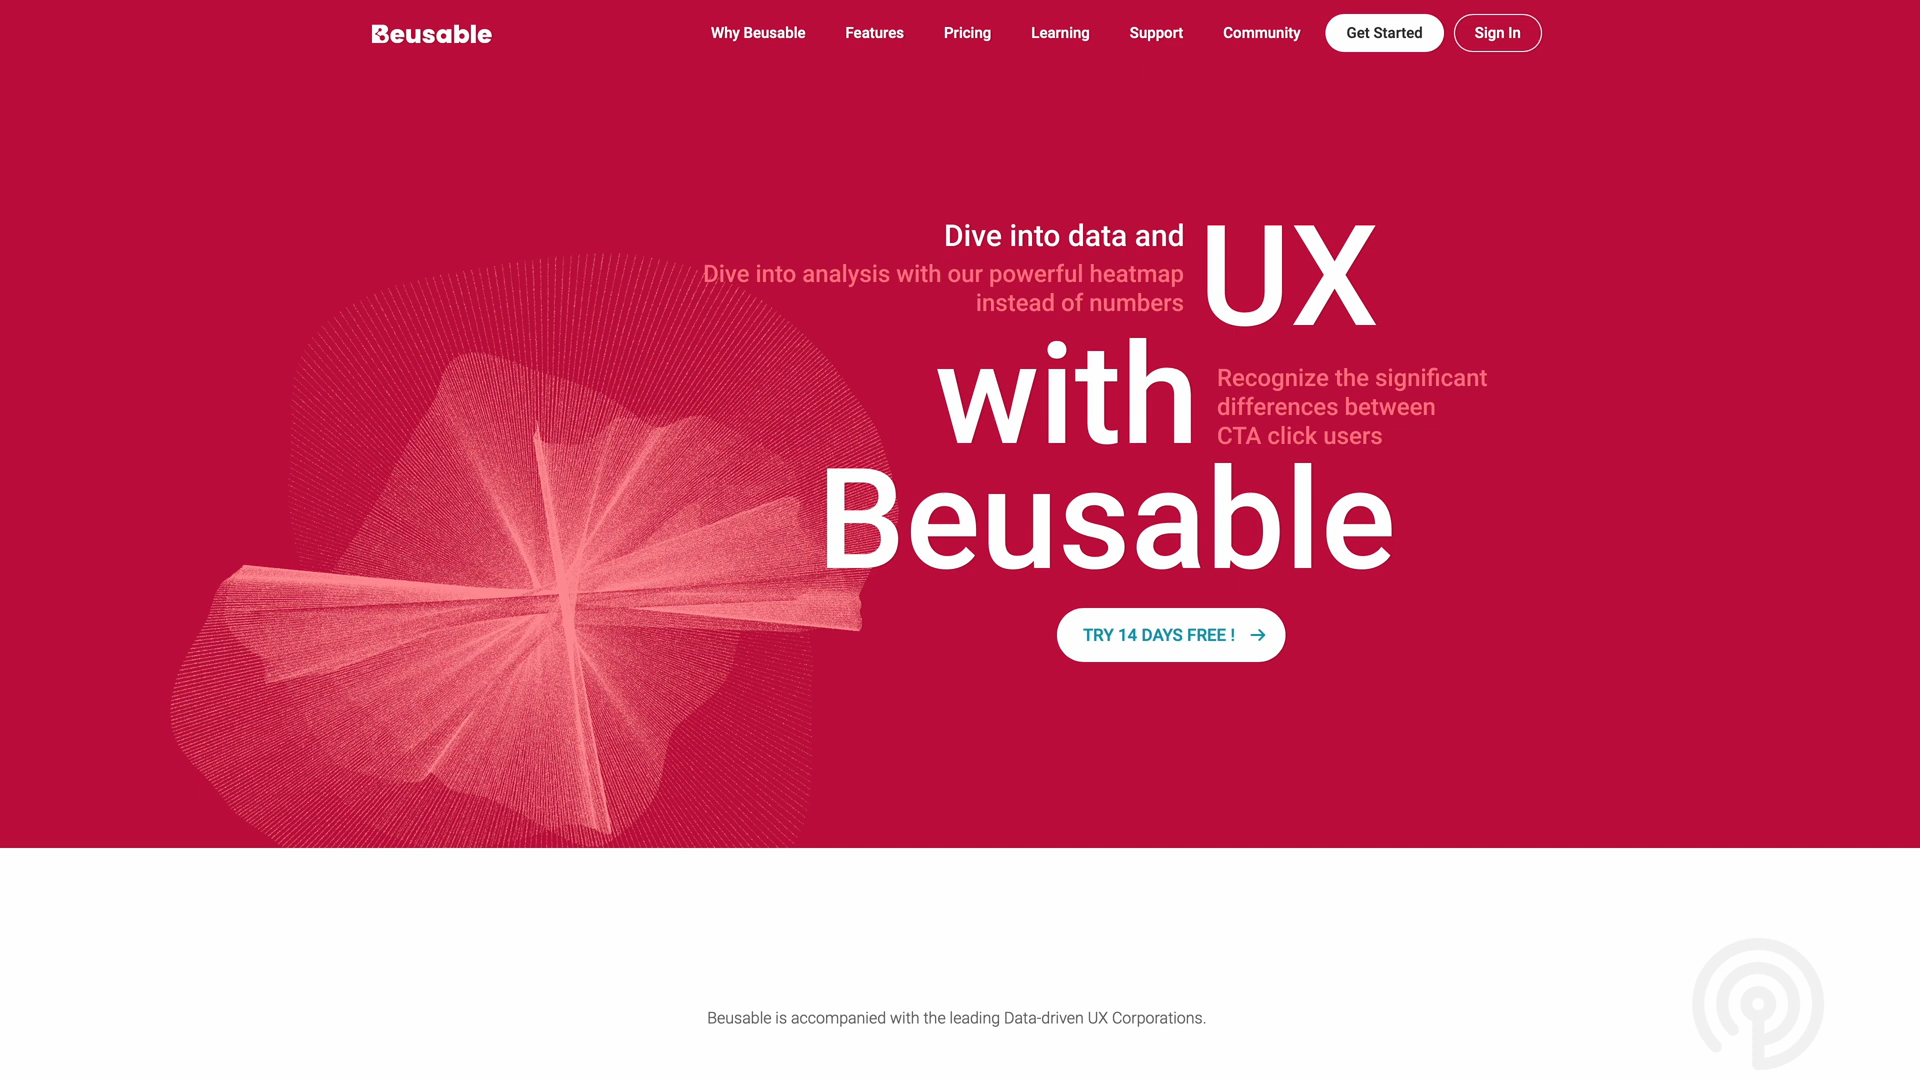 Beusable
Why Beusable
Features
Pricing
Learning
Support
Community
Get Started
Sign In
Dive into data and
UX
Dive into analysis with our powerful heatmap
instead of numbers
with
Recognize the significant
differences between
CTA click users
Beusable
TRY 14 DAYS FREE !
Beusable is accompanied with the leading Data-driven UX Corporations.